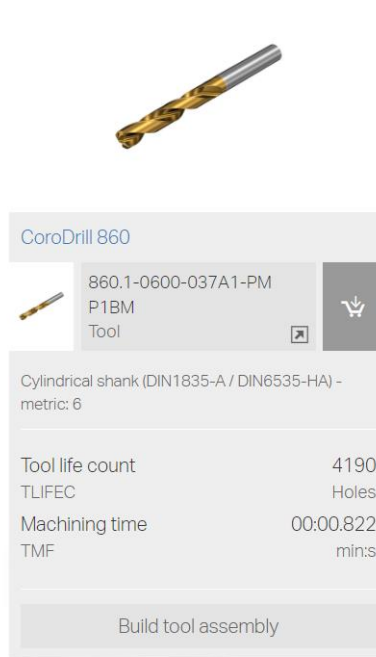 CoroDrill 860
860.1-0600-037A1-PM
P1BM
Tool
Cylindrical shank (DIN1835-A / DIN6535-HA) -
metric: 6
Tool life count 4190
TLIFEC Holes
Machining time 00:00.822
TMF min:s
Build tool assembly